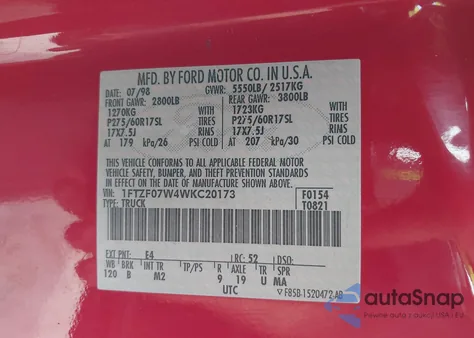 MFD. BY FORD MOTOR CO. IN U.S.A.
DATE: 07/98 GVWR: 5550LB/2517KG
FRONT GAWR: 2800LB REAR GAWR: 3800LB
1270KG WITH 1723KG WITH
P275/60R17SL TIRES P275/60R17SL TIRES
17X7.5J RIMS 17X7.5J RIMS
AT 179 kPa/26 PSI COLD AT 207 kPa/30 PSI COLD
THIS VEHICLE CONFORMS TO ALL APPLICABLE FEDERAL MOTOR
VEHICLE SAFETY, BUMPER, AND THEFT PREVENTION STANDARDS
IN EFFECT ON THE DATE OF MANUFACTURE SHOWN ABOVE.
VIN: 1FTZF07W4WKC20173 F0154
TYPE: TRUCK T0821
EXT PNT: E4 RC: 52 DSO:
WB BRK INT TR TP/PS R AXLE TR SPR
120 B M2 9 19 U MA
UTC F85B-1520472-AB
autoSnap